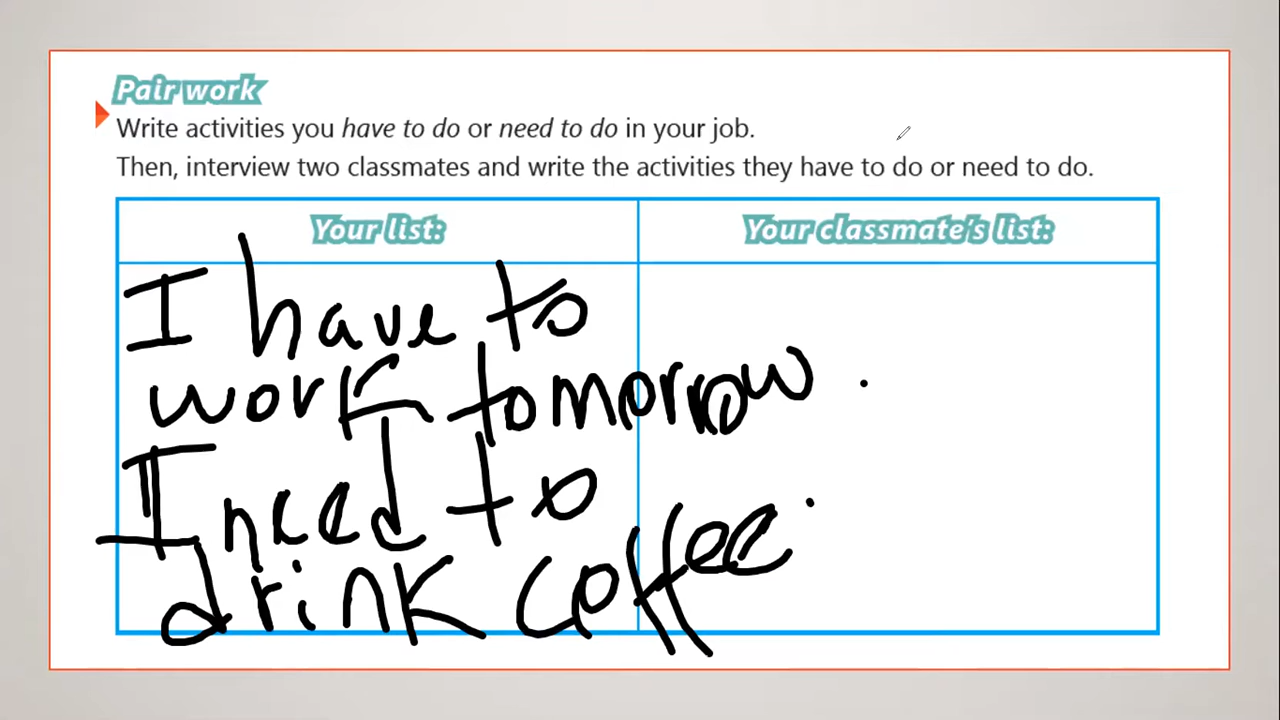 Pair work
Write activities you have to do or need to do in your job.
Then, interview two classmates and write the activities they have to do or need to do.
Your list:
Your classmate's list:
I have to
work tomorrow.
I need to
drink coffee.